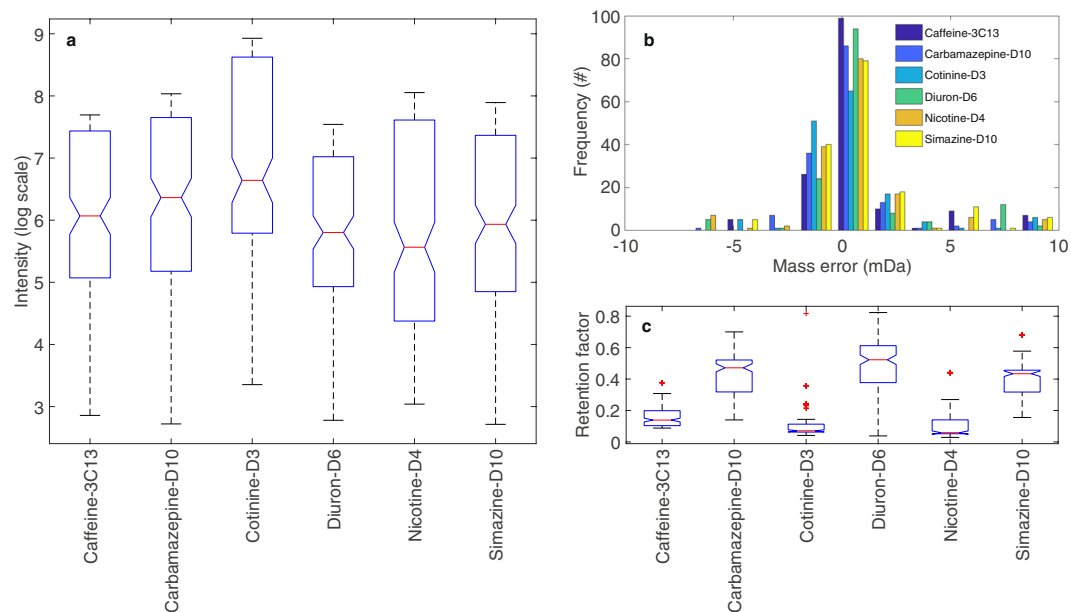 a
Intensity (log scale)
9
8
7
6
5
4
3
Caffeine-3C13
Carbamazepine-D10
Cotinine-D3
Diuron-D6
Nicotine-D4
Simazine-D10
b
Frequency (#)
100
80
60
40
20
0
-10
-5
0
5
10
Mass error (mDa)
Caffeine-3C13
Carbamazepine-D10
Cotinine-D3
Diuron-D6
Nicotine-D4
Simazine-D10
c
Retention factor
0.8
0.6
0.4
0.2
0
Caffeine-3C13
Carbamazepine-D10
Cotinine-D3
Diuron-D6
Nicotine-D4
Simazine-D10